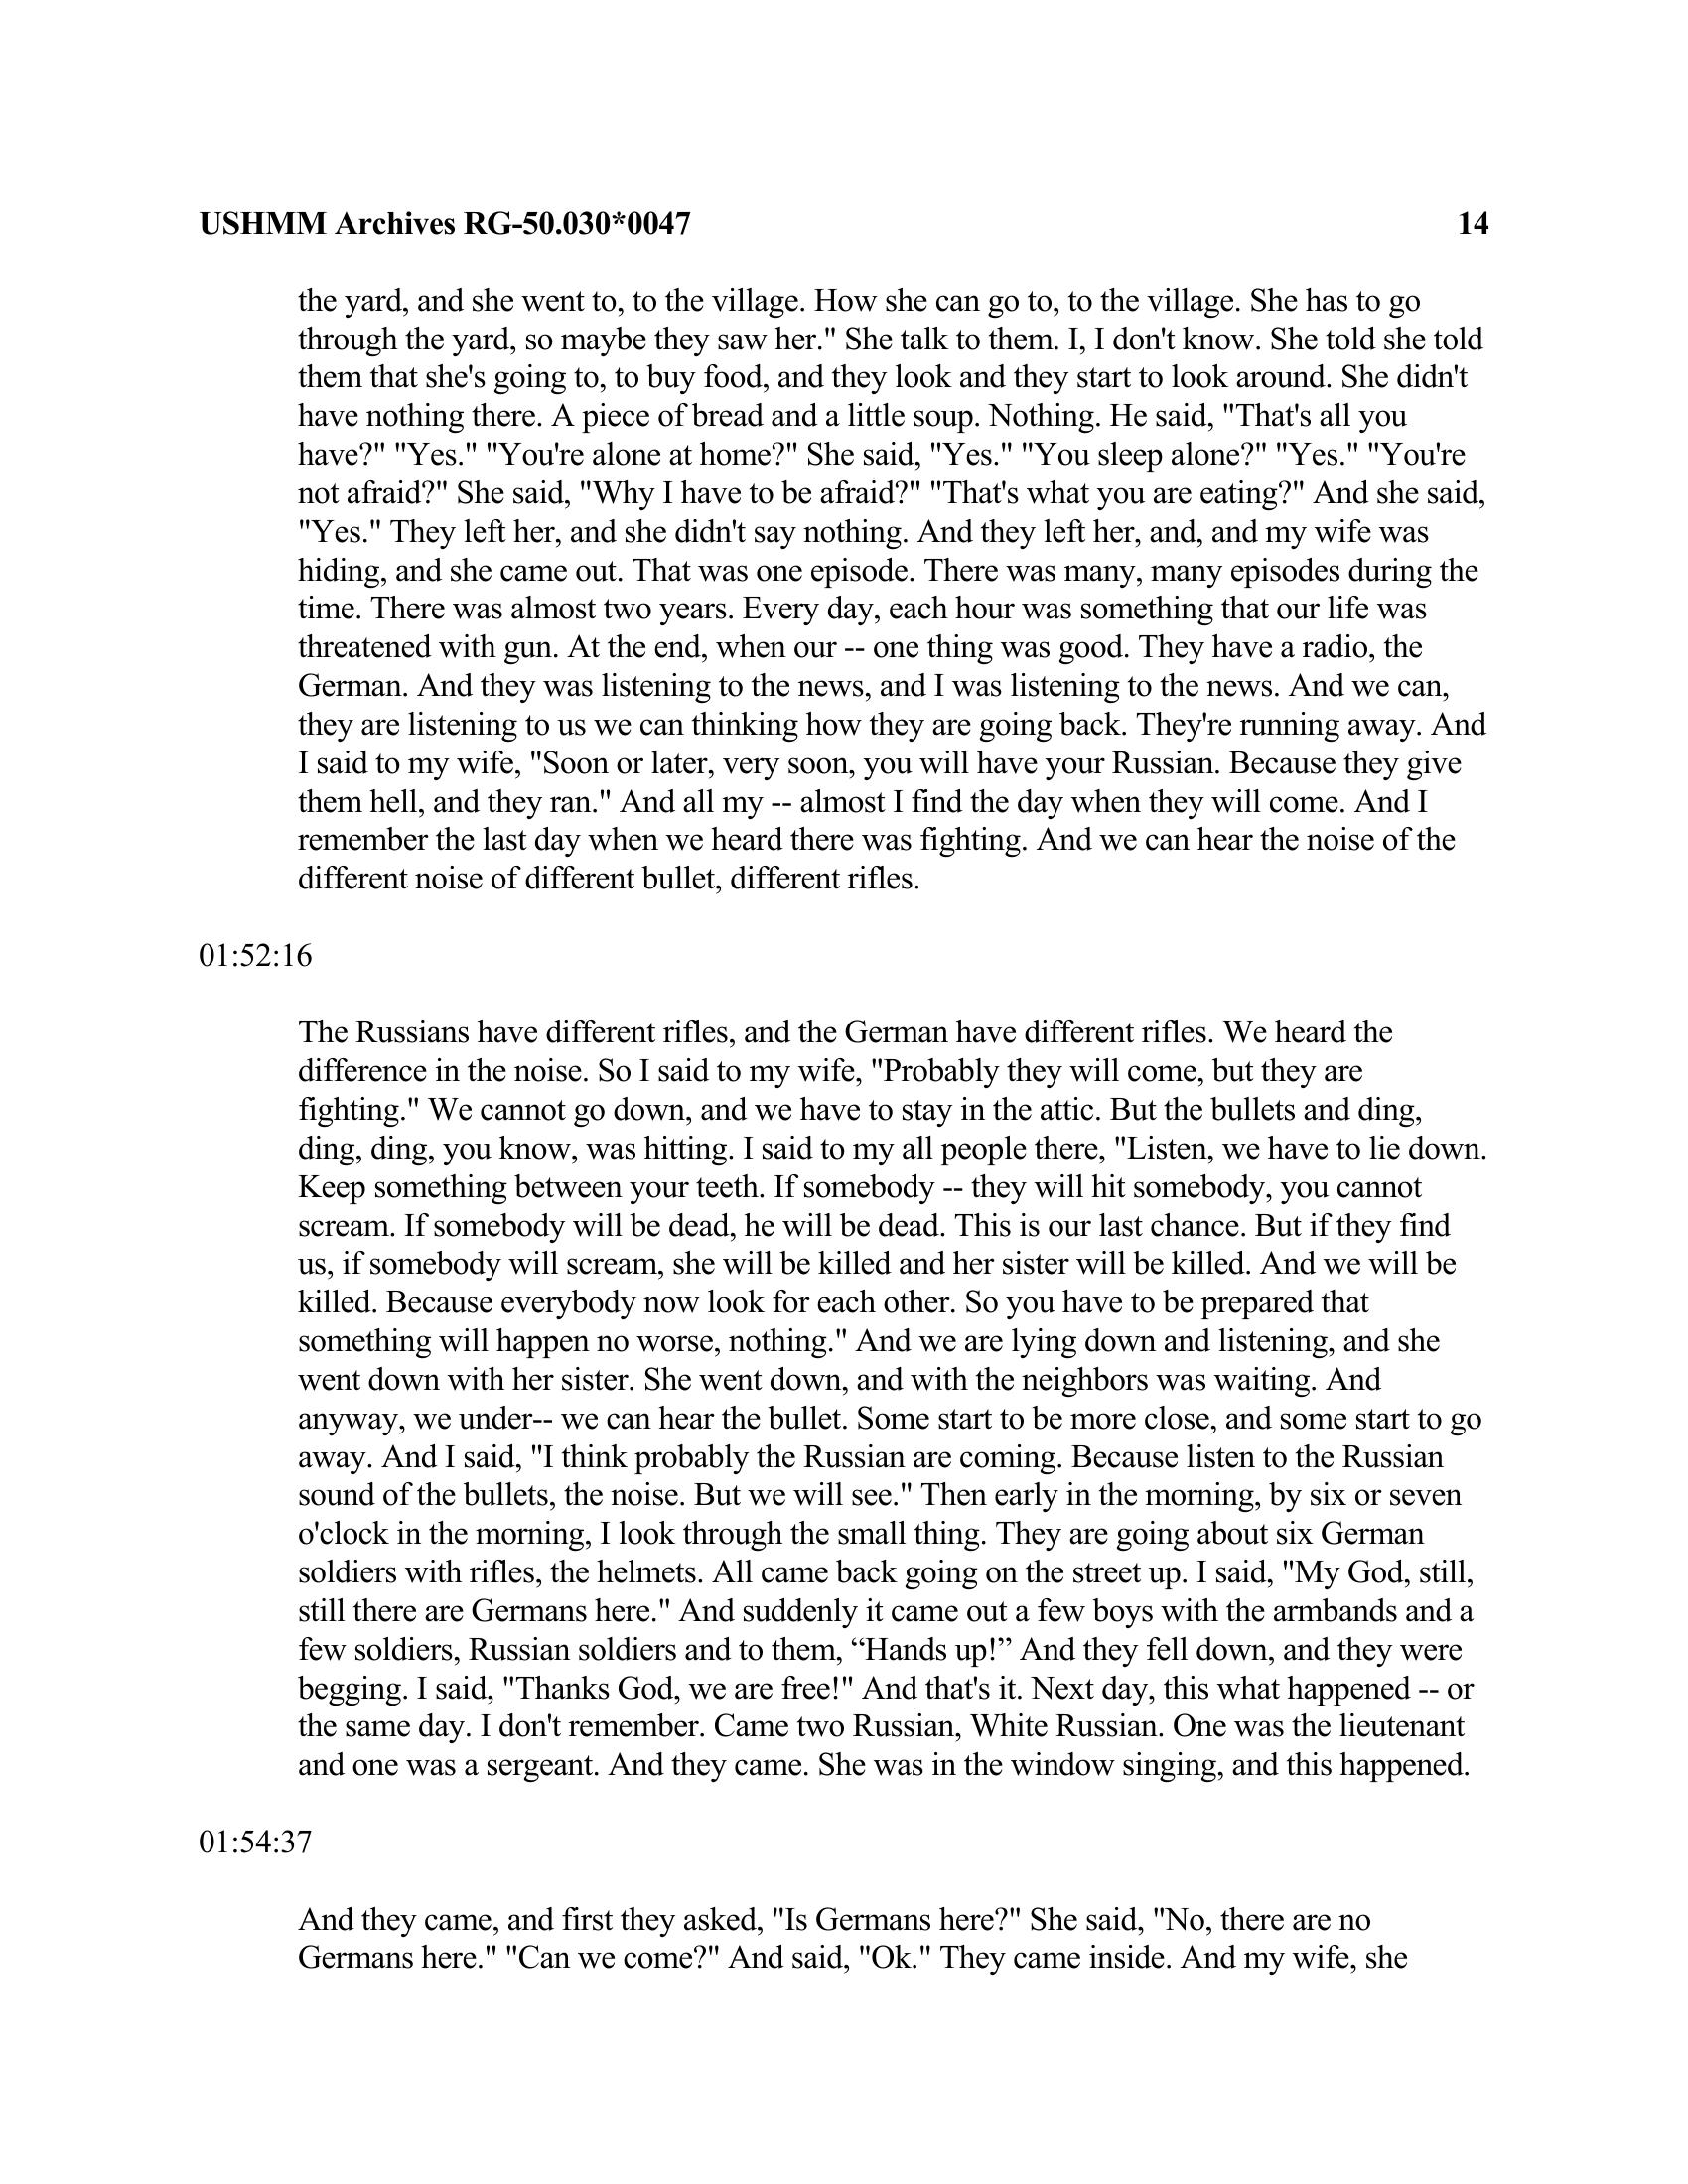 USHMM Archives RG-50.030*0047 14
the yard, and she went to, to the village. How she can go to, to the village. She has to go
through the yard, so maybe they saw her." She talk to them. I, I don't know. She told she told
them that she's going to, to buy food, and they look and they start to look around. She didn't
have nothing there. A piece of bread and a little soup. Nothing. He said, "That's all you
have?" "Yes." "You're alone at home?" She said, "Yes." "You sleep alone?" "Yes." "You're
not afraid?" She said, "Why I have to be afraid?" "That's what you are eating?" And she said,
"Yes." They left her, and she didn't say nothing. And they left her, and, and my wife was
hiding, and she came out. That was one episode. There was many, many episodes during the
time. There was almost two years. Every day, each hour was something that our life was
threatened with gun. At the end, when our -- one thing was good. They have a radio, the
German. And they was listening to the news, and I was listening to the news. And we can,
they are listening to us we can thinking how they are going back. They're running away. And
I said to my wife, "Soon or later, very soon, you will have your Russian. Because they give
them hell, and they ran." And all my -- almost I find the day when they will come. And I
remember the last day when we heard there was fighting. And we can hear the noise of the
different noise of different bullet, different rifles.
01:52:16
The Russians have different rifles, and the German have different rifles. We heard the
difference in the noise. So I said to my wife, "Probably they will come, but they are
fighting." We cannot go down, and we have to stay in the attic. But the bullets and ding,
ding, ding, you know, was hitting. I said to my all people there, "Listen, we have to lie down.
Keep something between your teeth. If somebody -- they will hit somebody, you cannot
scream. If somebody will be dead, he will be dead. This is our last chance. But if they find
us, if somebody will scream, she will be killed and her sister will be killed. And we will be
killed. Because everybody now look for each other. So you have to be prepared that
something will happen no worse, nothing." And we are lying down and listening, and she
went down with her sister. She went down, and with the neighbors was waiting. And
anyway, we under-- we can hear the bullet. Some start to be more close, and some start to go
away. And I said, "I think probably the Russian are coming. Because listen to the Russian
sound of the bullets, the noise. But we will see." Then early in the morning, by six or seven
o'clock in the morning, I look through the small thing. They are going about six German
soldiers with rifles, the helmets. All came back going on the street up. I said, "My God, still,
still there are Germans here." And suddenly it came out a few boys with the armbands and a
few soldiers, Russian soldiers and to them, “Hands up!” And they fell down, and they were
begging. I said, "Thanks God, we are free!" And that's it. Next day, this what happened -- or
the same day. I don't remember. Came two Russian, White Russian. One was the lieutenant
and one was a sergeant. And they came. She was in the window singing, and this happened.
01:54:37
And they came, and first they asked, "Is Germans here?" She said, "No, there are no
Germans here." "Can we come?" And said, "Ok." They came inside. And my wife, she